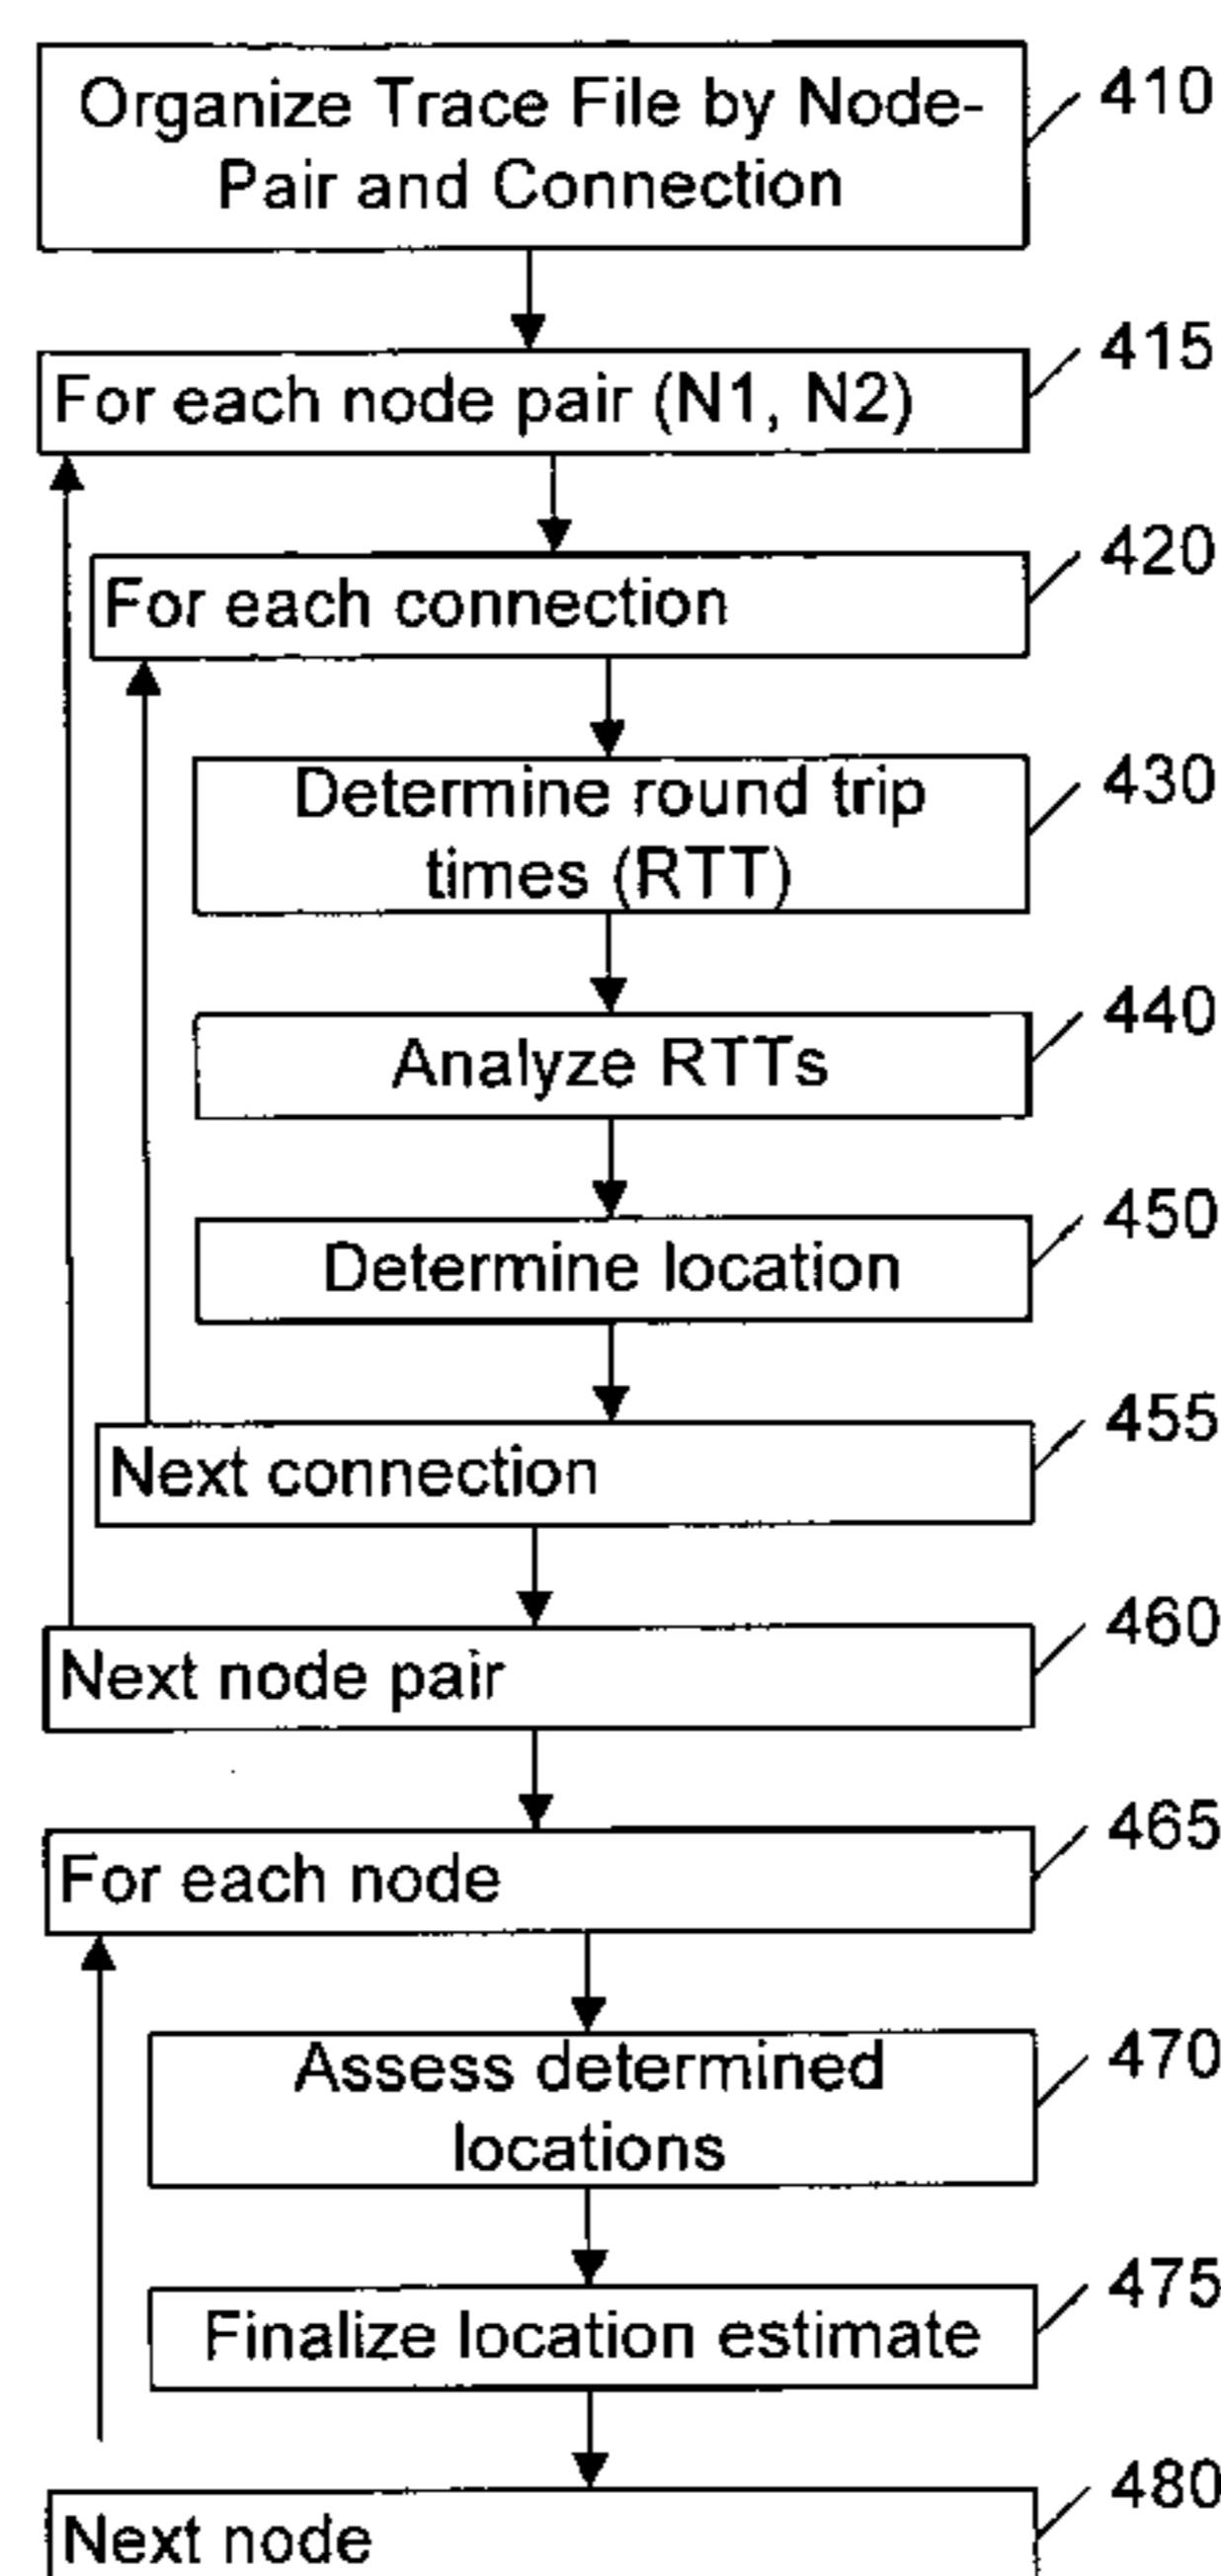 Organize Trace File by Node-
Pair and Connection
410
For each node pair (N1, N2)
415
For each connection
420
Determine round trip
times (RTT)
430
Analyze RTTs
440
Determine location
450
Next connection
455
Next node pair
460
For each node
465
Assess determined
locations
470
Finalize location estimate
475
Next node
480